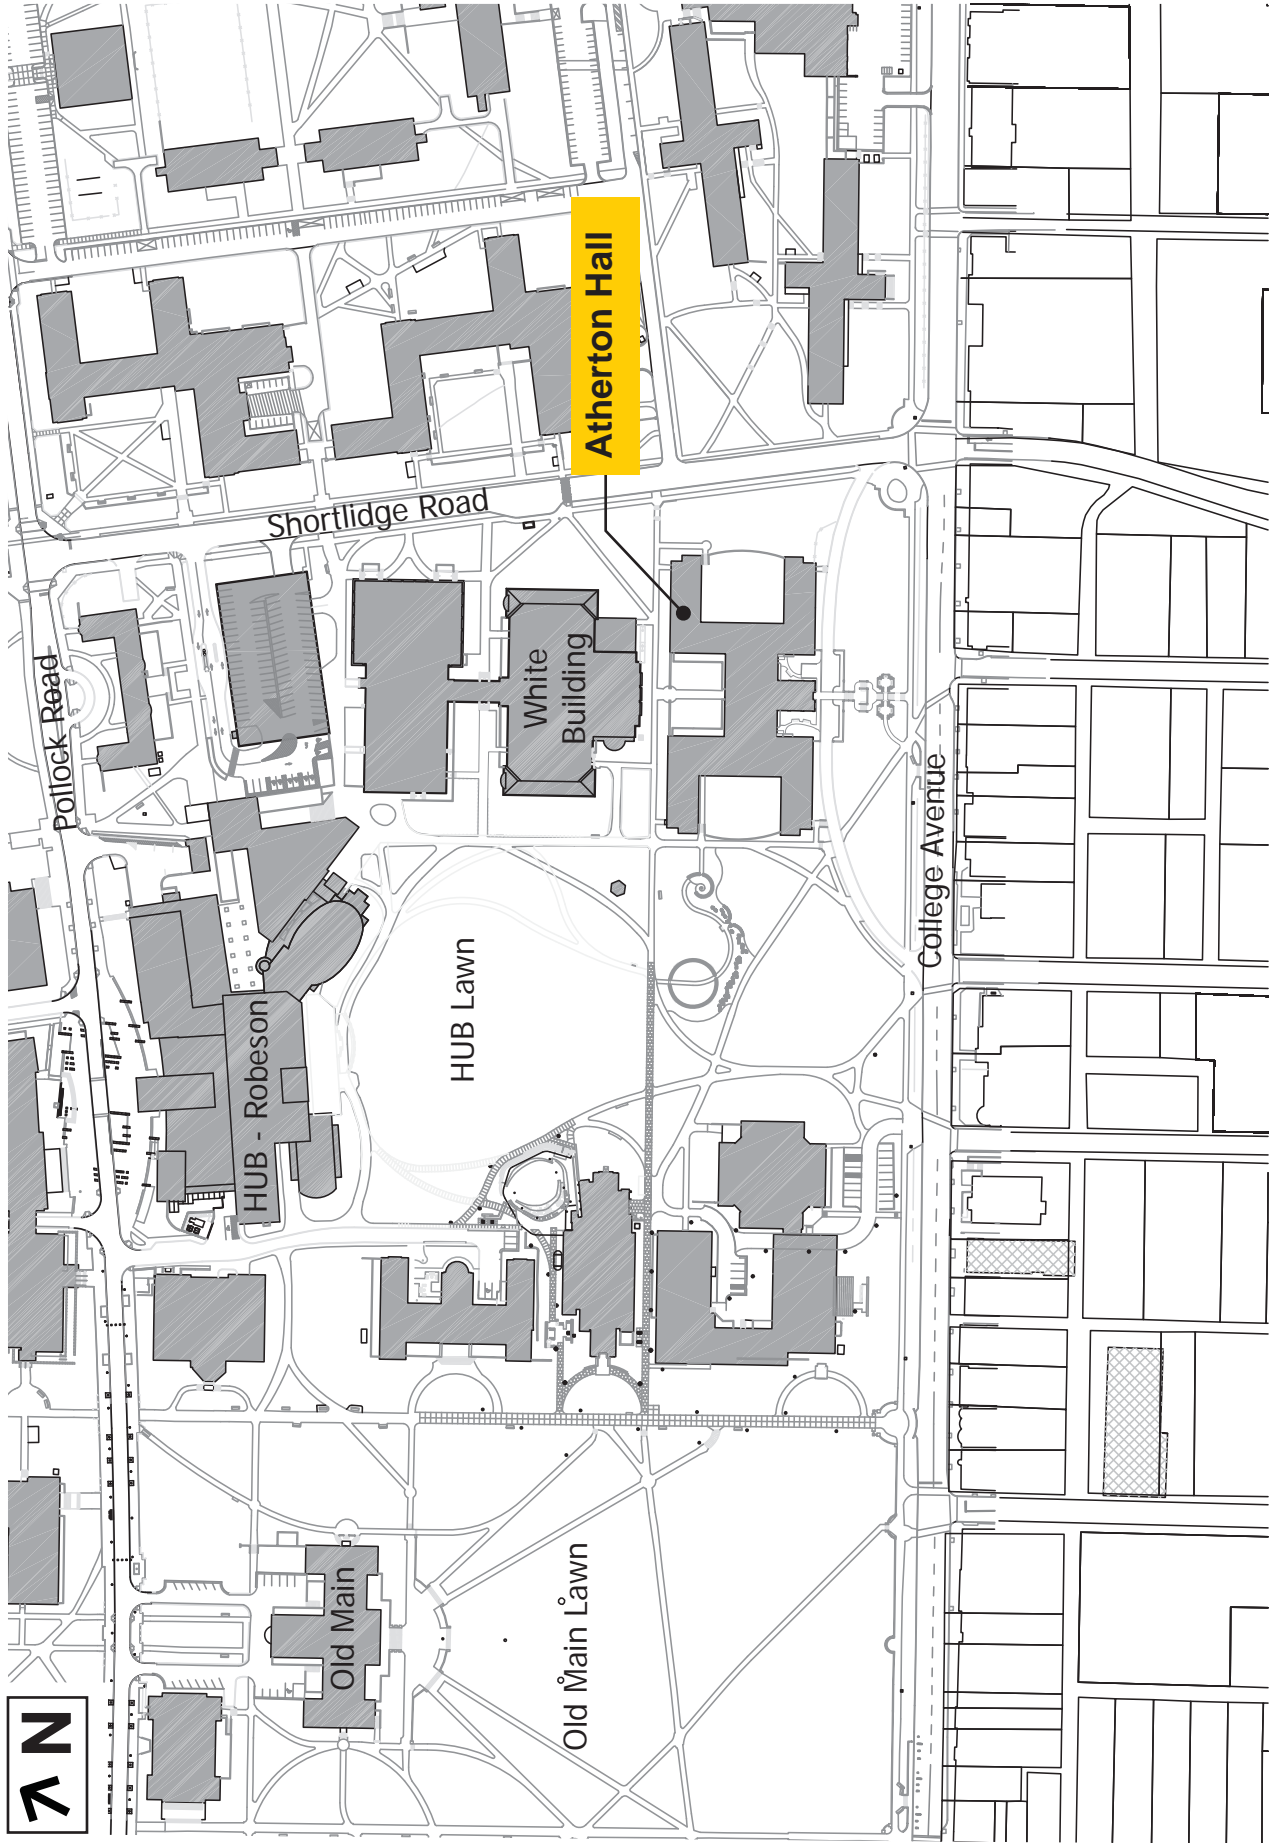 Pollock Road
Shortlidge Road
Atherton Hall
White
Building
HUB - Robeson
HUB Lawn
College Avenue
Old Main
Old Main Lawn
N